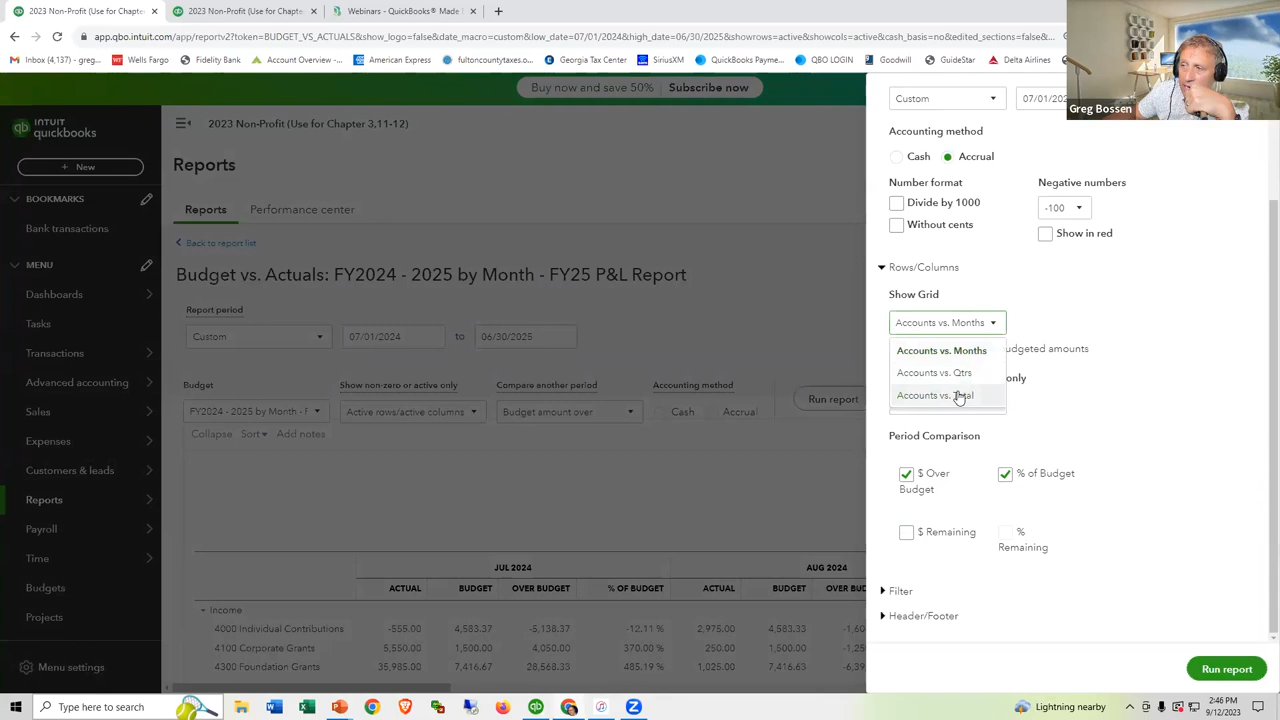 2023 Non-Profit (Use for Chapter
2023 Non-Profit (Use for Chapter
Webinars - QuickBooks® Made
app.qbo.intuit.com/app/reportv2?token=BUDGET_VS_ACTUALS&show_logo=false&date_macro=custom&low_date=07/01/2024&high_date=06/30/2025&showrows=active&showcols=active&cash_basis=no&edited_sections=false&
Inbox (4,137) - greg...
Wells Fargo
Fidelity Bank
Account Overview -...
American Express
fultoncountytaxes.o...
Georgia Tax Center
SiriusXM
QuickBooks Payme...
QBO LOGIN
Goodwill
GuideStar
Delta Airlines
Greg Bossen
Buy now and save 50%
Subscribe now
INTUIT
quickbooks
2023 Non-Profit (Use for Chapter 3,11-12)
+ New
BOOKMARKS
Bank transactions
MENU
Dashboards
Tasks
Transactions
Advanced accounting
Sales
Expenses
Customers & leads
Reports
Payroll
Time
Budgets
Projects
Menu settings
Reports
Reports
Performance center
Back to report list
Budget vs. Actuals: FY2024 - 2025 by Month - FY25 P&L Report
Report period
Custom
07/01/2024
to
06/30/2025
Budget
Show non-zero or active only
Compare another period
Accounting method
FY2024 - 2025 by Month - F
Active rows/active columns
Budget amount over
Cash
Accrual
Run report
Collapse
Sort
Add notes
JUL 2024
AUG 2024
ACTUAL
BUDGET
OVER BUDGET
% OF BUDGET
ACTUAL
BUDGET
OVER BUD
Income
4000 Individual Contributions
-555.00
4,583.37
-5,138.37
-12.11 %
2,975.00
4,583.33
-1,60
4100 Corporate Grants
5,550.00
1,500.00
4,050.00
370.00 %
250.00
1,500.00
-1,25
4300 Foundation Grants
35,985.00
7,416.67
28,568.33
485.19 %
1,025.00
7,416.63
-6,39
Custom
07/01/202
Accounting method
Cash
Accrual
Number format
Negative numbers
Divide by 1000
-100
Without cents
Show in red
Rows/Columns
Show Grid
Accounts vs. Months
Accounts vs. Months
udgeted amounts
Accounts vs. Qtrs
only
Accounts vs. Total
Period Comparison
$ Over
Budget
% of Budget
$ Remaining
%
Remaining
Filter
Header/Footer
Run report
Type here to search
Lightning nearby
2:46 PM
9/12/2023